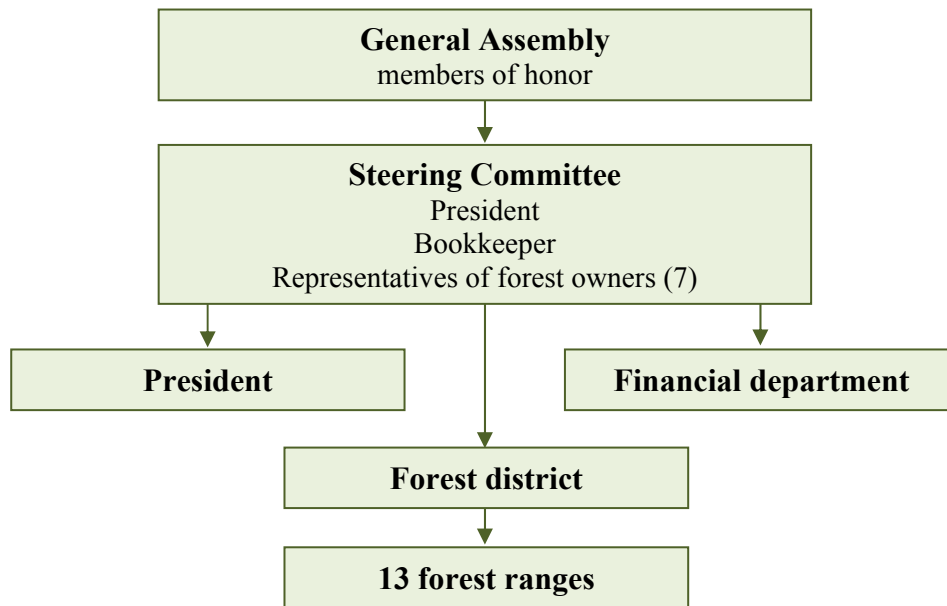 General Assembly
members of honor
Steering Committee
President
Bookkeeper
Representatives of forest owners (7)
President
Financial department
Forest district
13 forest ranges